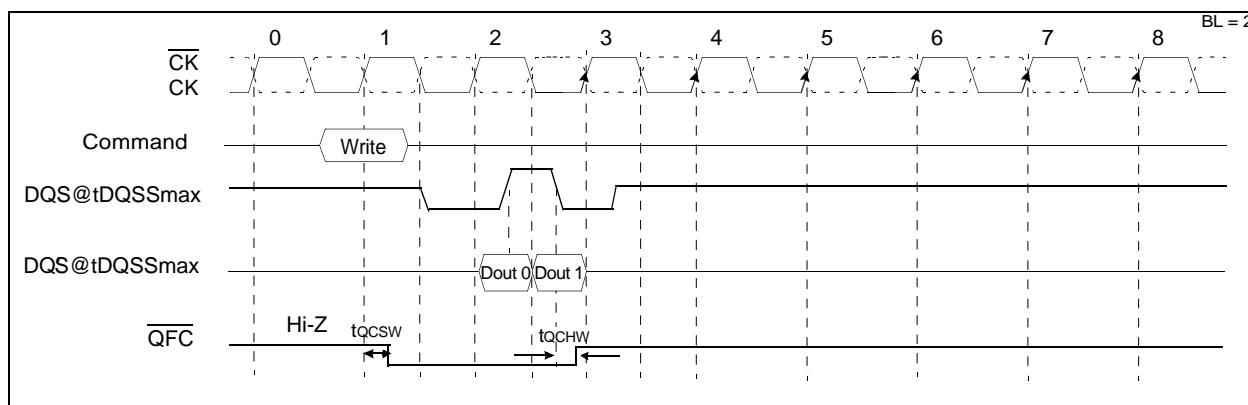 BL = 2
0 1 2 3 4 5 6 7 8
CK
CK
Command
Write
DQS@tDQSSmax
DQS@tDQSSmax
Dout 0 Dout 1
QFC
Hi-Z
tQCSW
tQCHW